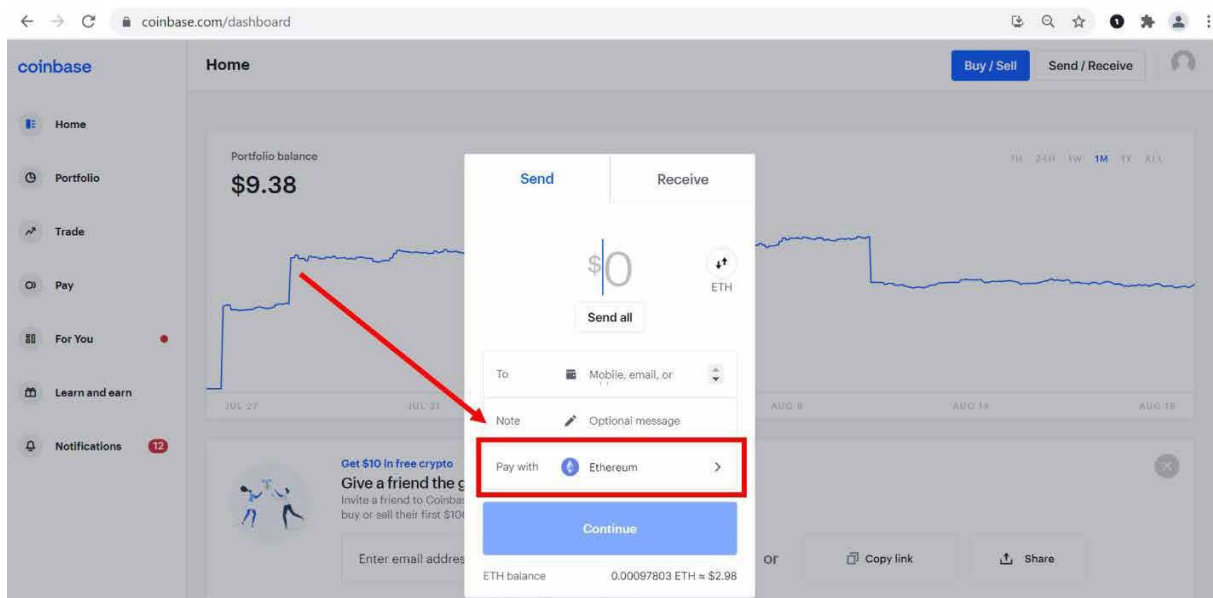 coinbase.com/dashboard
coinbase
Home
Buy / Sell
Send / Receive
Home
Portfolio
Trade
Pay
For You
Learn and earn
Notifications
12
Portfolio balance
$9.38
1H 24H 1W 1M 1Y ALL
JUL 27
JUL 31
AUG 8
AUG 14
AUG 18
Send
Receive
$0
ETH
Send all
To
Mobile, email, or
Note
Optional message
Pay with
Ethereum
Continue
ETH balance
0.00097803 ETH ≈ $2.98
Get $10 in free crypto
Give a friend the g
Invite a friend to Coinba
buy or sell their first $10
Enter email addres
or
Copy link
Share